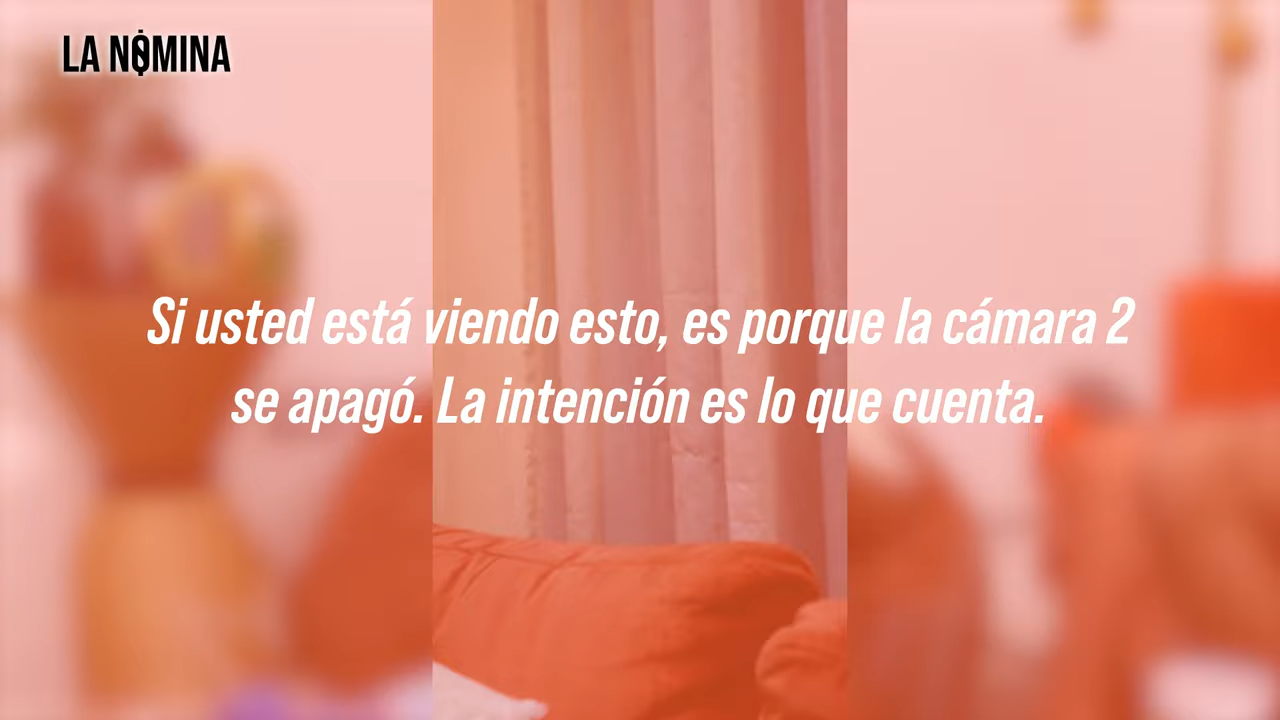 LA NÓMINA
Si usted está viendo esto, es porque la cámara 2
se apagó. La intención es lo que cuenta.